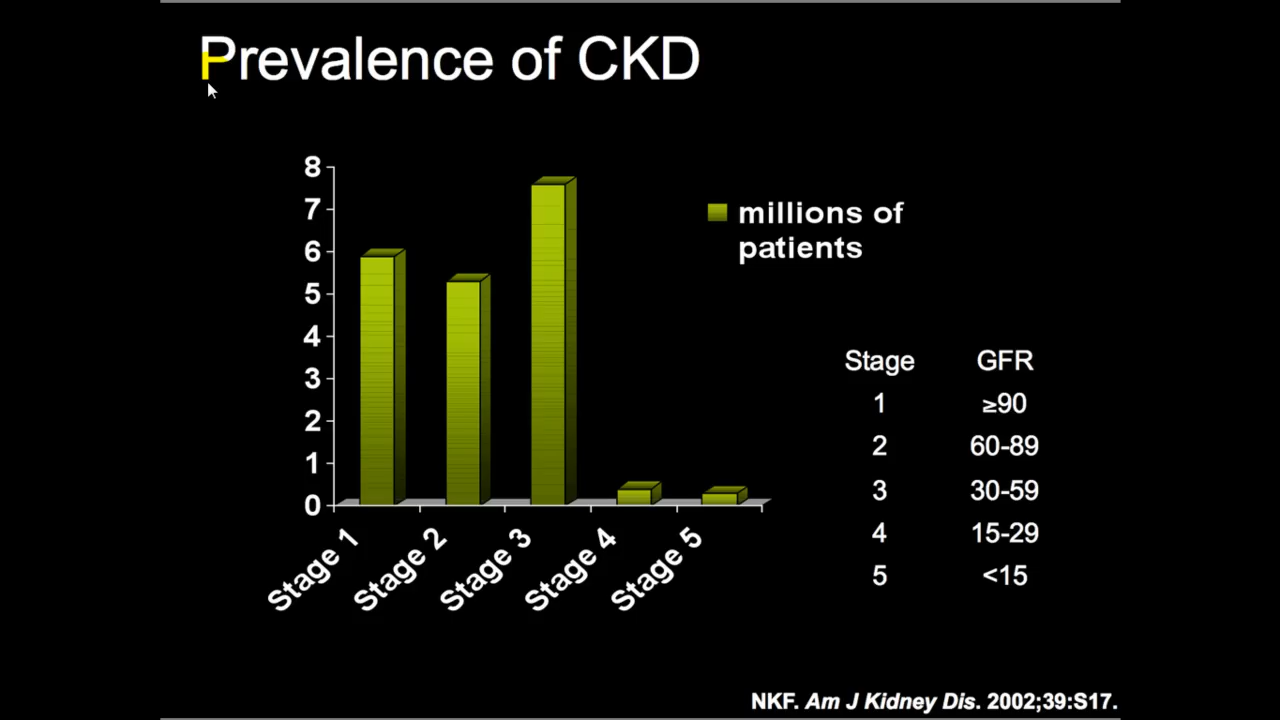 Prevalence of CKD
8
7
6
5
4
3
2
1
0
Stage 1
Stage 2
Stage 3
Stage 4
Stage 5
millions of
patients
Stage GFR
1 ≥90
2 60-89
3 30-59
4 15-29
5 <15
NKF. Am J Kidney Dis. 2002;39:S17.